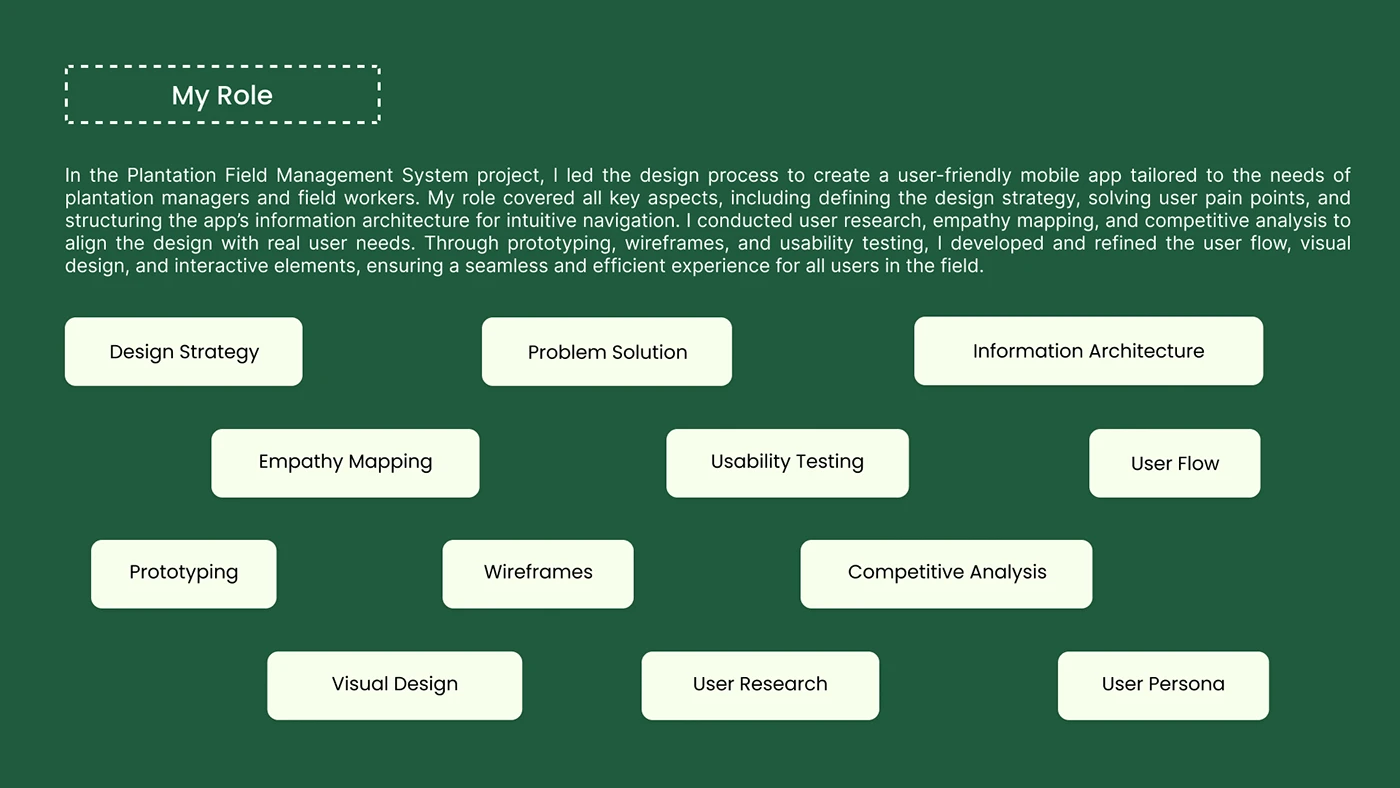 My Role
In the Plantation Field Management System project, I led the design process to create a user-friendly mobile app tailored to the needs of
plantation managers and field workers. My role covered all key aspects, including defining the design strategy, solving user pain points, and
structuring the app’s information architecture for intuitive navigation. I conducted user research, empathy mapping, and competitive analysis to
align the design with real user needs. Through prototyping, wireframes, and usability testing, I developed and refined the user flow, visual
design, and interactive elements, ensuring a seamless and efficient experience for all users in the field.
Design Strategy
Problem Solution
Information Architecture
Empathy Mapping
Usability Testing
User Flow
Prototyping
Wireframes
Competitive Analysis
Visual Design
User Research
User Persona